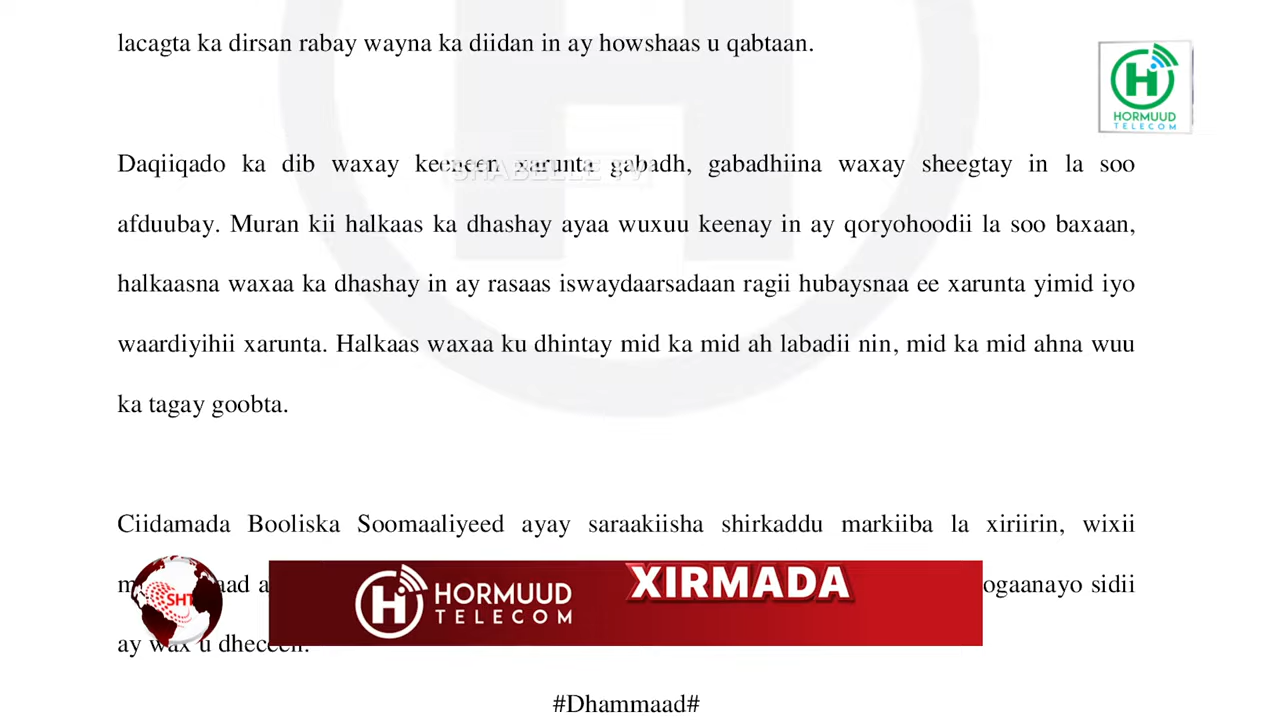 lacagta ka dirsan rabay wayna ka diidan in ay howshaas u qabtaan.
HORMUUD
TELECOM
Daqiiqado ka dib waxay keeneen xarunta gabadh, gabadhiina waxay sheegtay in la soo
SHABELLE TV
afduubay. Muran kii halkaas ka dhashay ayaa wuxuu keenay in ay qoryohoodii la soo baxaan,
halkaasna waxaa ka dhashay in ay rasaas iswaydaarsadaan ragii hubaysnaa ee xarunta yimid iyo
waardiyihii xarunta. Halkaas waxaa ku dhintay mid ka mid ah labadii nin, mid ka mid ahna wuu
ka tagay goobta.
Ciidamada Booliska Soomaaliyeed ayay saraakiisha shirkaddu markiiba la xiriirin, wixii
ogaanayo sidii
ay wax u dheceen.
SHT
HORMUUD
TELECOM
XIRMADA
#Dhammaad#